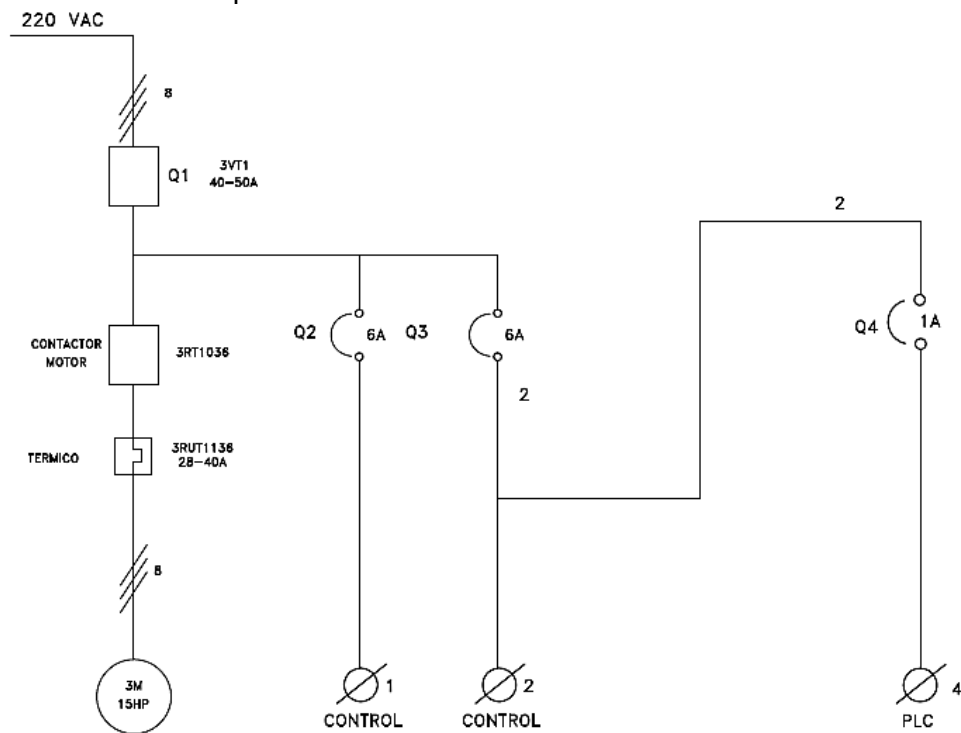 220 VAC
8
Q1
3VT1
40-50A
2
Q2
6A
Q3
6A
Q4
1A
CONTACTOR
MOTOR
3RT1036
2
TERMICO
3RUT1136
28-40A
8
3M
15HP
1
2
4
CONTROL
CONTROL
PLC